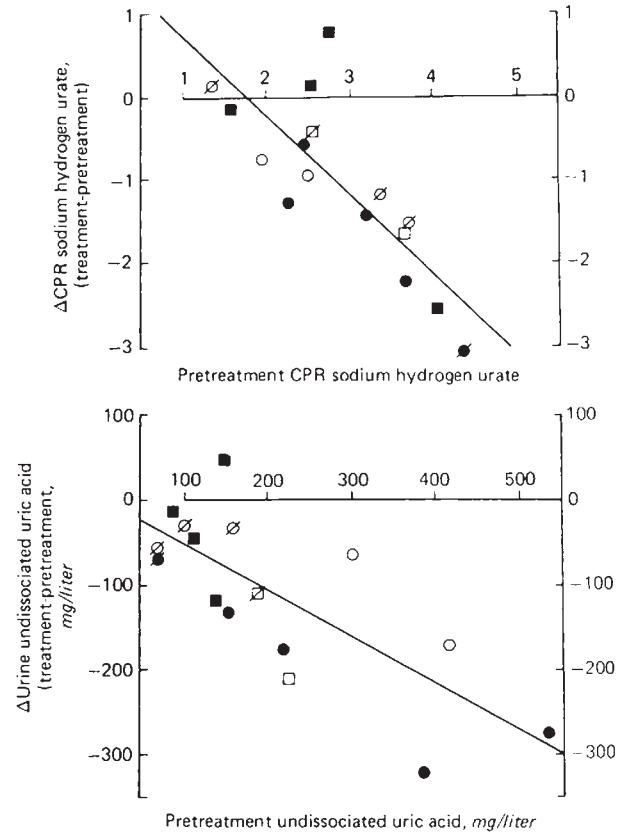 1
0
−1
−2
−3
ΔCPR sodium hydrogen urate,
(treatment-pretreatment)
1 2 3 4 5
1
0
−1
−2
−3
Pretreatment CPR sodium hydrogen urate
100
0
−100
−200
−300
ΔUrine undissociated uric acid
(treatment-pretreatment,
mg/liter
100 200 300 400 500
100
0
−100
−200
−300
Pretreatment undissociated uric acid, mg/liter